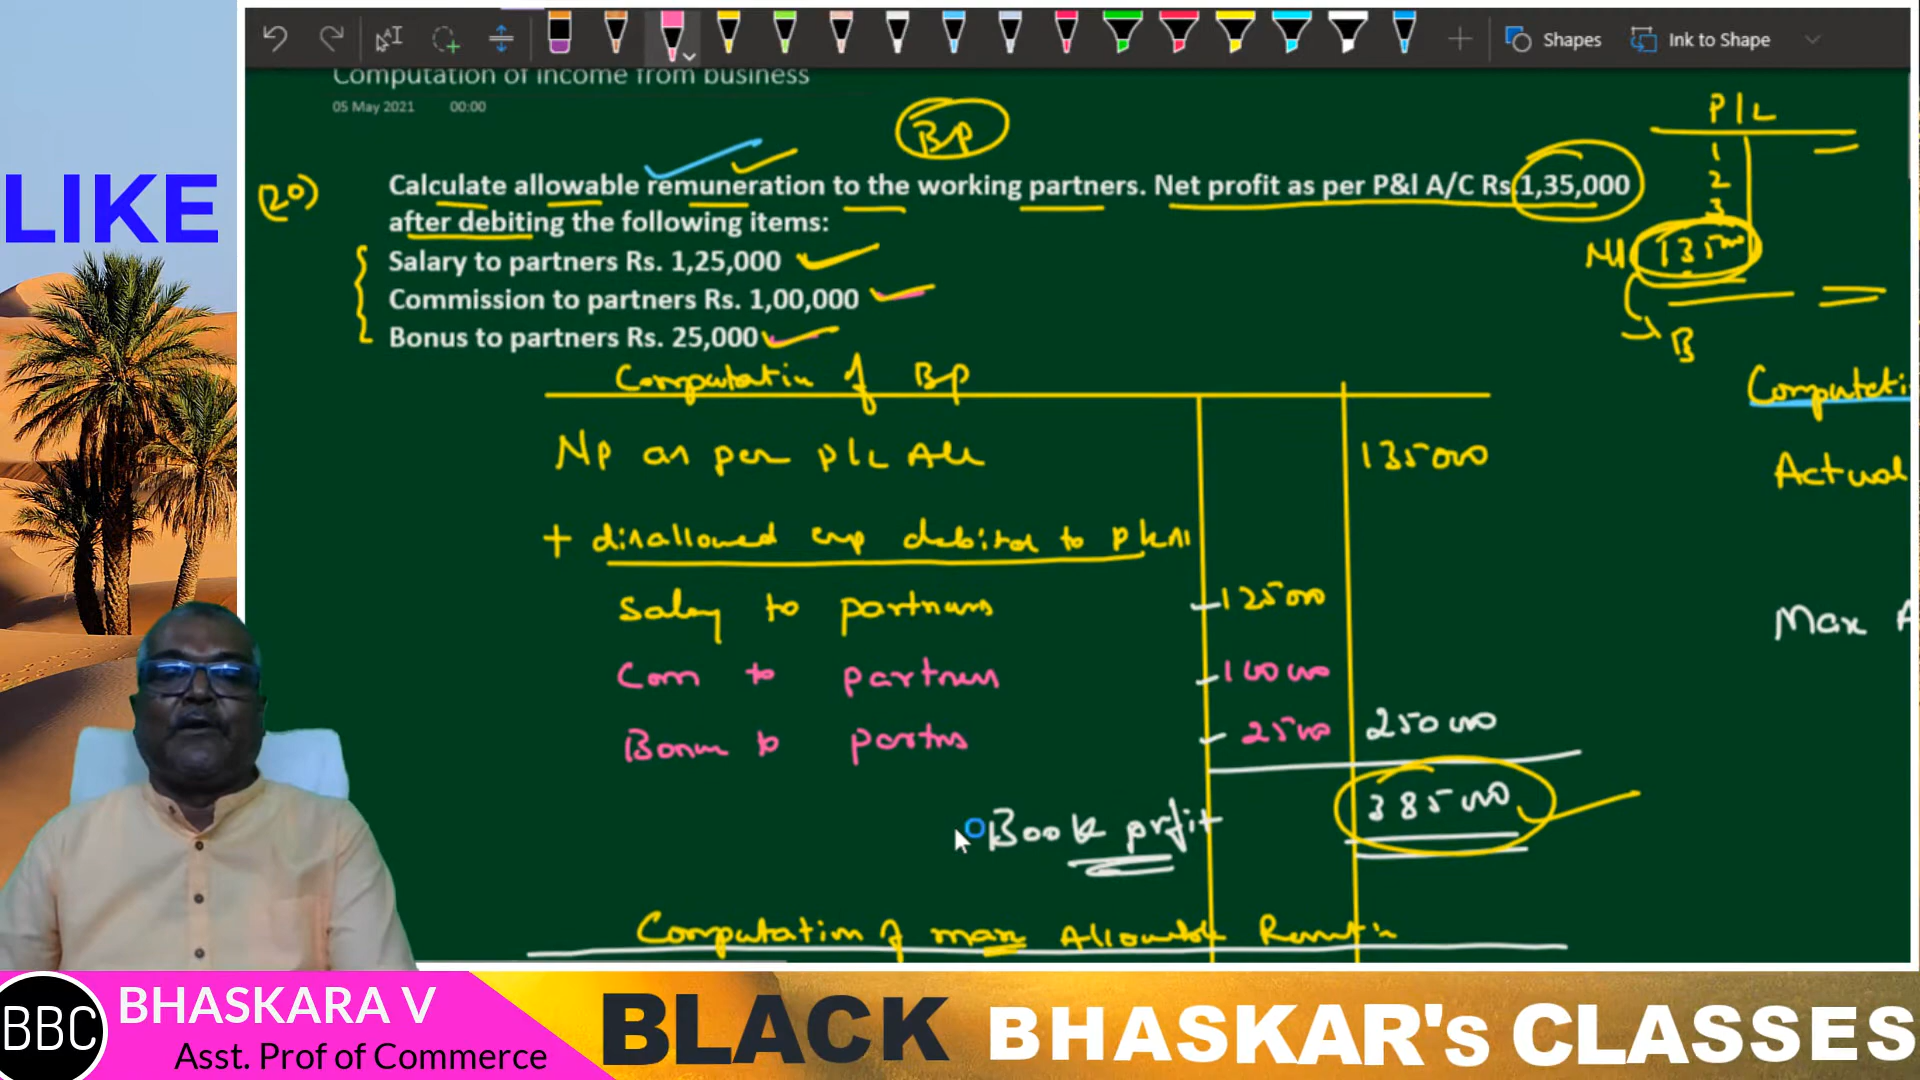 Shapes
Ink to Shape
Computation of income from business
05 May 2021 00:00
BP
P/L
1
2
3
135000
B
LIKE
(20)
Calculate allowable remuneration to the working partners. Net profit as per P&l A/C Rs.1,35,000
after debiting the following items:
Salary to partners Rs. 1,25,000
Commission to partners Rs. 1,00,000
Bonus to partners Rs. 25,000
Computation of BP
NP as per P/L A/c 135000
+ disallowed exp debited to
Salary to partners 125000
Com to partners 100000
Bonus to partners 25000 250000
Book profit 385000
Computation of max Allowable
Actual
Max
BBC
BHASKARA V
Asst. Prof of Commerce
BLACK BHASKAR's CLASSES